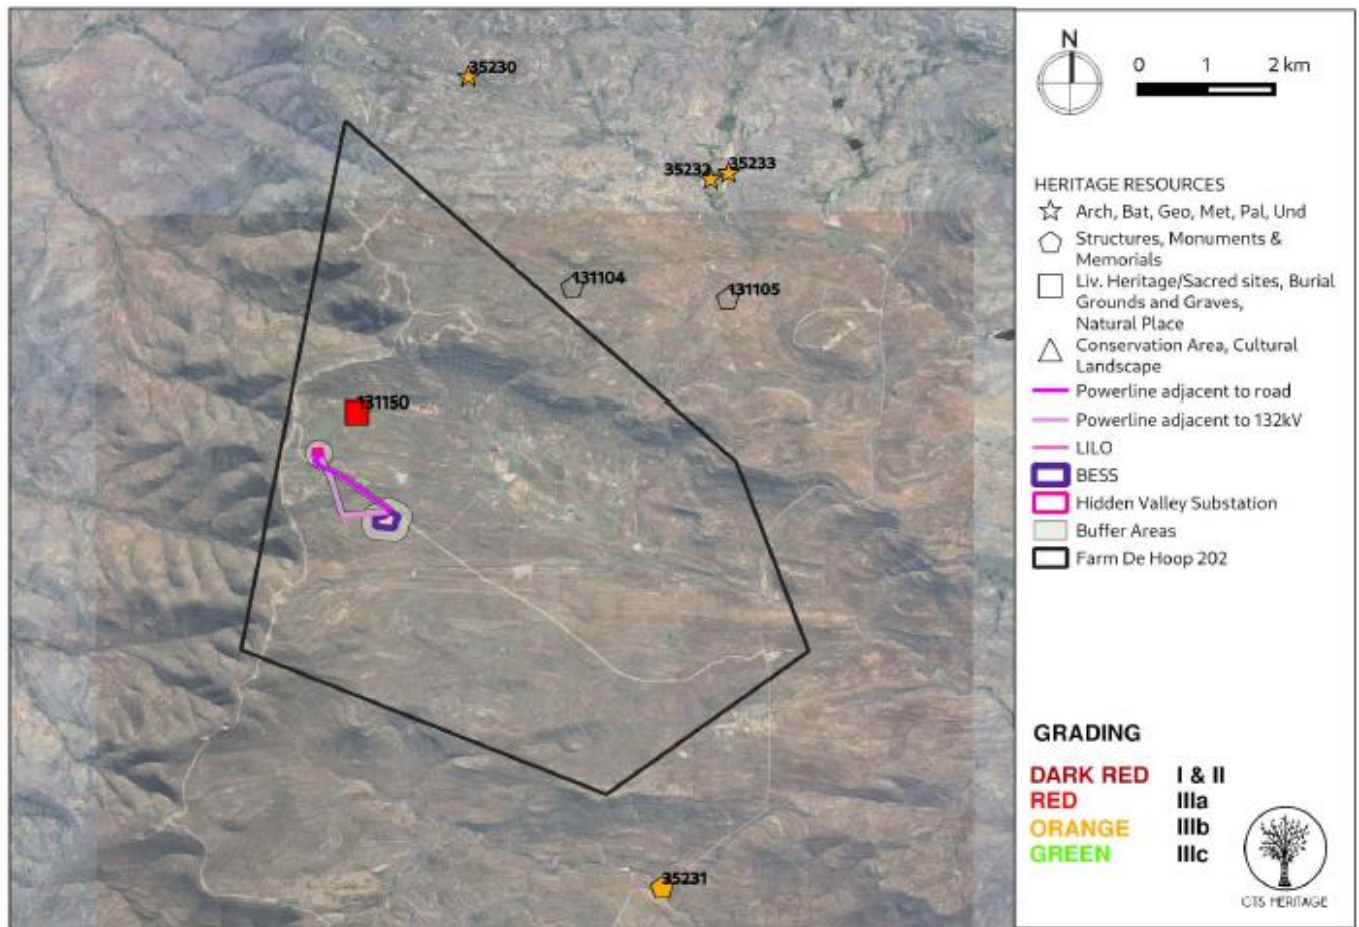 35230
35232
35233
131104
131105
131150
35231
N
0 1 2 km
HERITAGE RESOURCES
Arch, Bat, Geo, Met, Pal, Und
Structures, Monuments &
Memorials
Liv. Heritage/Sacred sites, Burial
Grounds and Graves,
Natural Place
Conservation Area, Cultural
Landscape
Powerline adjacent to road
Powerline adjacent to 132kV
LILO
BESS
Hidden Valley Substation
Buffer Areas
Farm De Hoop 202
GRADING
DARK RED I & II
RED IIIa
ORANGE IIIb
GREEN IIIc
CTS HERITAGE